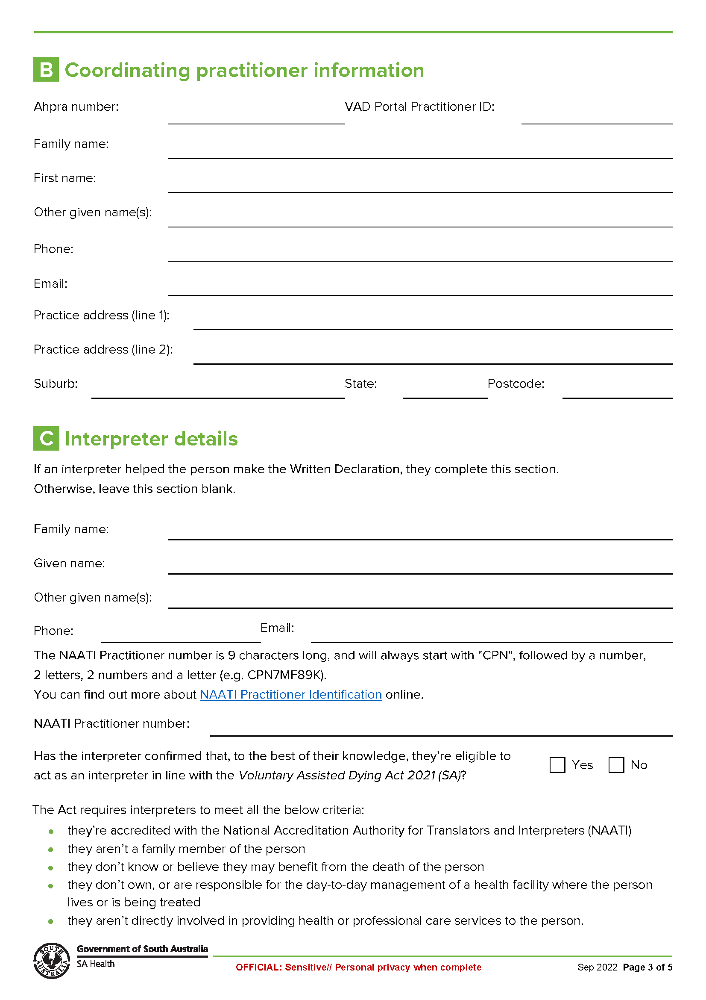 B Coordinating practitioner information
Ahpra number: VAD Portal Practitioner ID:
Family name:
First name:
Other given name(s):
Phone:
Email:
Practice address (line 1):
Practice address (line 2):
Suburb: State: Postcode:
C Interpreter details
If an interpreter helped the person make the Written Declaration, they complete this section.
Otherwise, leave this section blank.
Family name:
Given name:
Other given name(s):
Phone: Email:
The NAATI Practitioner number is 9 characters long, and will always start with "CPN", followed by a number,
2 letters, 2 numbers and a letter (e.g. CPN7MF89K).
You can find out more about NAATI Practitioner Identification online.
NAATI Practitioner number:
Has the interpreter confirmed that, to the best of their knowledge, they’re eligible to
act as an interpreter in line with the Voluntary Assisted Dying Act 2021 (SA)?
Yes No
The Act requires interpreters to meet all the below criteria:
• they’re accredited with the National Accreditation Authority for Translators and Interpreters (NAATI)
• they aren’t a family member of the person
• they don’t know or believe they may benefit from the death of the person
• they don’t own, or are responsible for the day-to-day management of a health facility where the person
lives or is being treated
• they aren’t directly involved in providing health or professional care services to the person.
SOUTH AUSTRALIA
Government of South Australia
SA Health
OFFICIAL: Sensitive// Personal privacy when complete
Sep 2022 Page 3 of 5